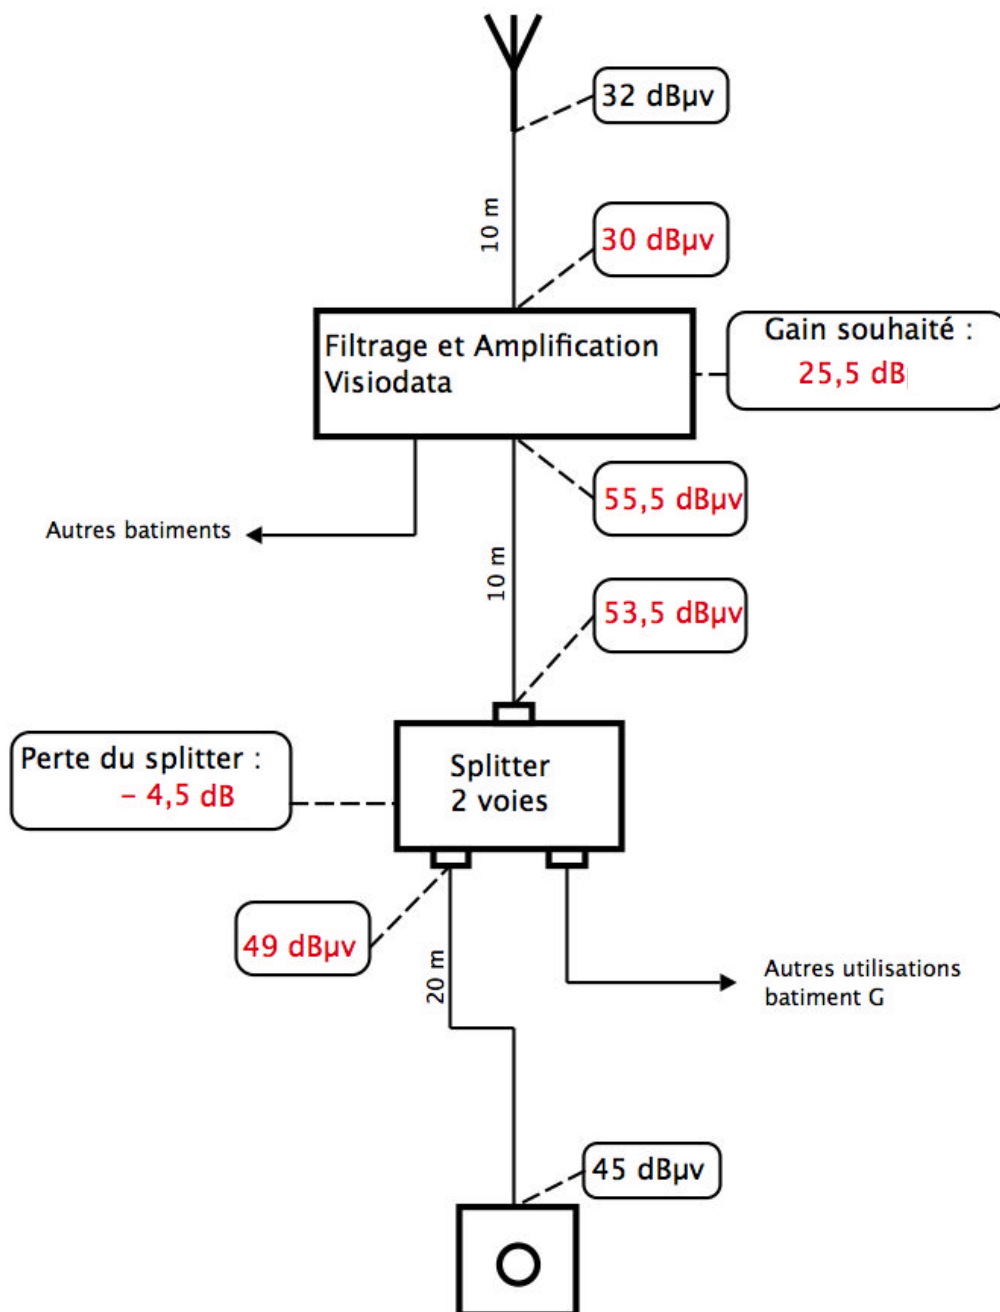 32 dBµv
10 m
30 dBµv
Filtrage et Amplification
Visiodata
Gain souhaité :
25,5 dB
55,5 dBµv
Autres batiments
10 m
53,5 dBµv
Perte du splitter :
– 4,5 dB
Splitter
2 voies
49 dBµv
20 m
Autres utilisations
batiment G
45 dBµv